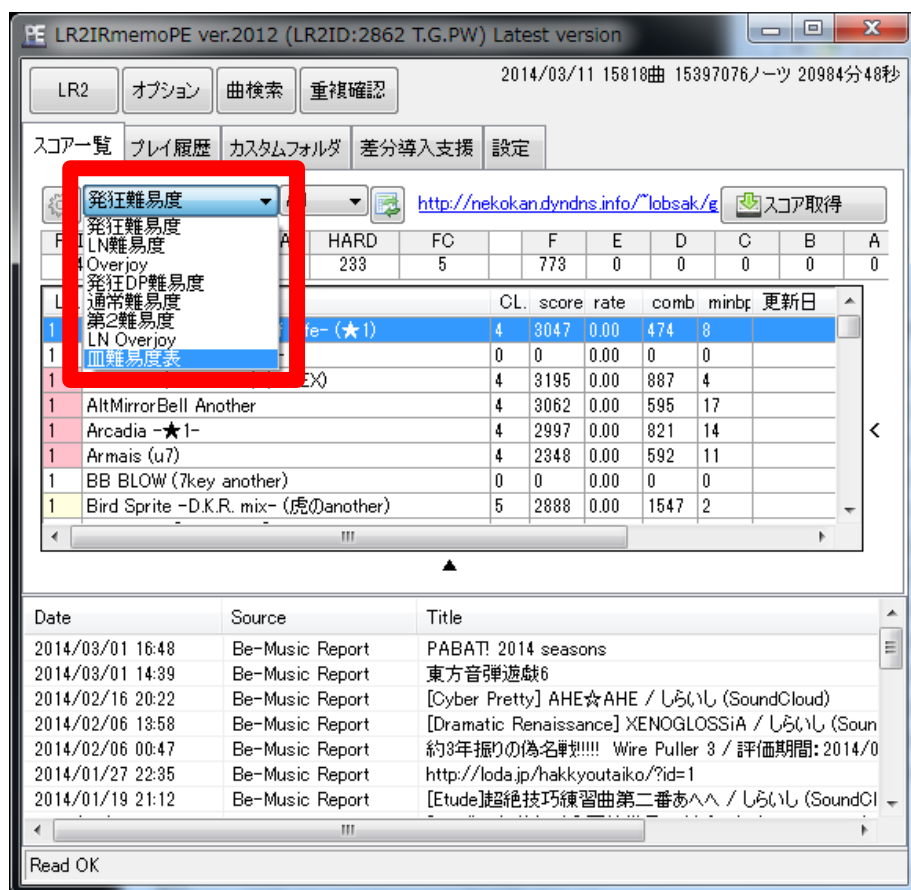 LR2IRmemoPE ver.2012 (LR2ID:2862 T.G.PW) Latest version
LR2 オプション 曲検索 重複確認 2014/03/11 15818曲 15397076ノーツ 20984分48秒
スコア一覧 プレイ履歴 カスタムフォルダ 差分導入支援 設定
発狂難易度 http://nekokan.dyndns.info/~lobsak/g スコア取得
発狂難易度
LN難易度
Overjoy
発狂DP難易度
通常難易度
第2難易度
LN Overjoy
皿難易度表
HARD FC F E D C B A
233 5 773 0 0 0 0 0
CL. score rate comb minbp 更新日
1 fe- (★1) 4 3047 0.00 474 8
1 0 0 0.00 0 0
1 EX) 4 3195 0.00 887 4
1 AltMirrorBell Another 4 3062 0.00 595 17
1 Arcadia -★1- 4 2997 0.00 821 14 <
1 Armais (u7) 4 2348 0.00 592 11
1 BB BLOW (7key another) 0 0 0.00 0 0
1 Bird Sprite -D.K.R. mix- (虎のanother) 5 2888 0.00 1547 2
▲
Date Source Title
2014/03/01 16:48 Be-Music Report PABAT! 2014 seasons
2014/03/01 14:39 Be-Music Report 東方音弾遊戯6
2014/02/16 20:22 Be-Music Report [Cyber Pretty] AHE☆AHE / しらいし (SoundCloud)
2014/02/06 13:58 Be-Music Report [Dramatic Renaissance] XENOGLOSSiA / しらいし (Soun
2014/02/06 00:47 Be-Music Report 約3年振りの偽名戦!!!!! Wire Puller 3 / 評価期間: 2014/0
2014/01/27 22:35 Be-Music Report http://loda.jp/hakkyoutaiko/?id=1
2014/01/19 21:12 Be-Music Report [Etude]超絶技巧練習曲第二番あへへ / しらいし (SoundCl
Read OK